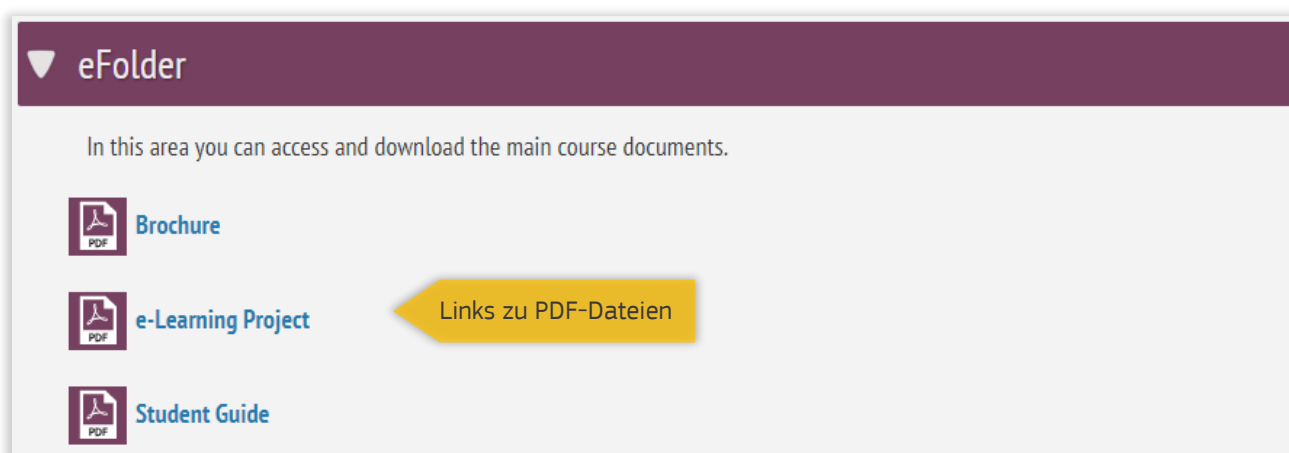 eFolder
In this area you can access and download the main course documents.
PDF
Brochure
PDF
e-Learning Project
Links zu PDF-Dateien
PDF
Student Guide